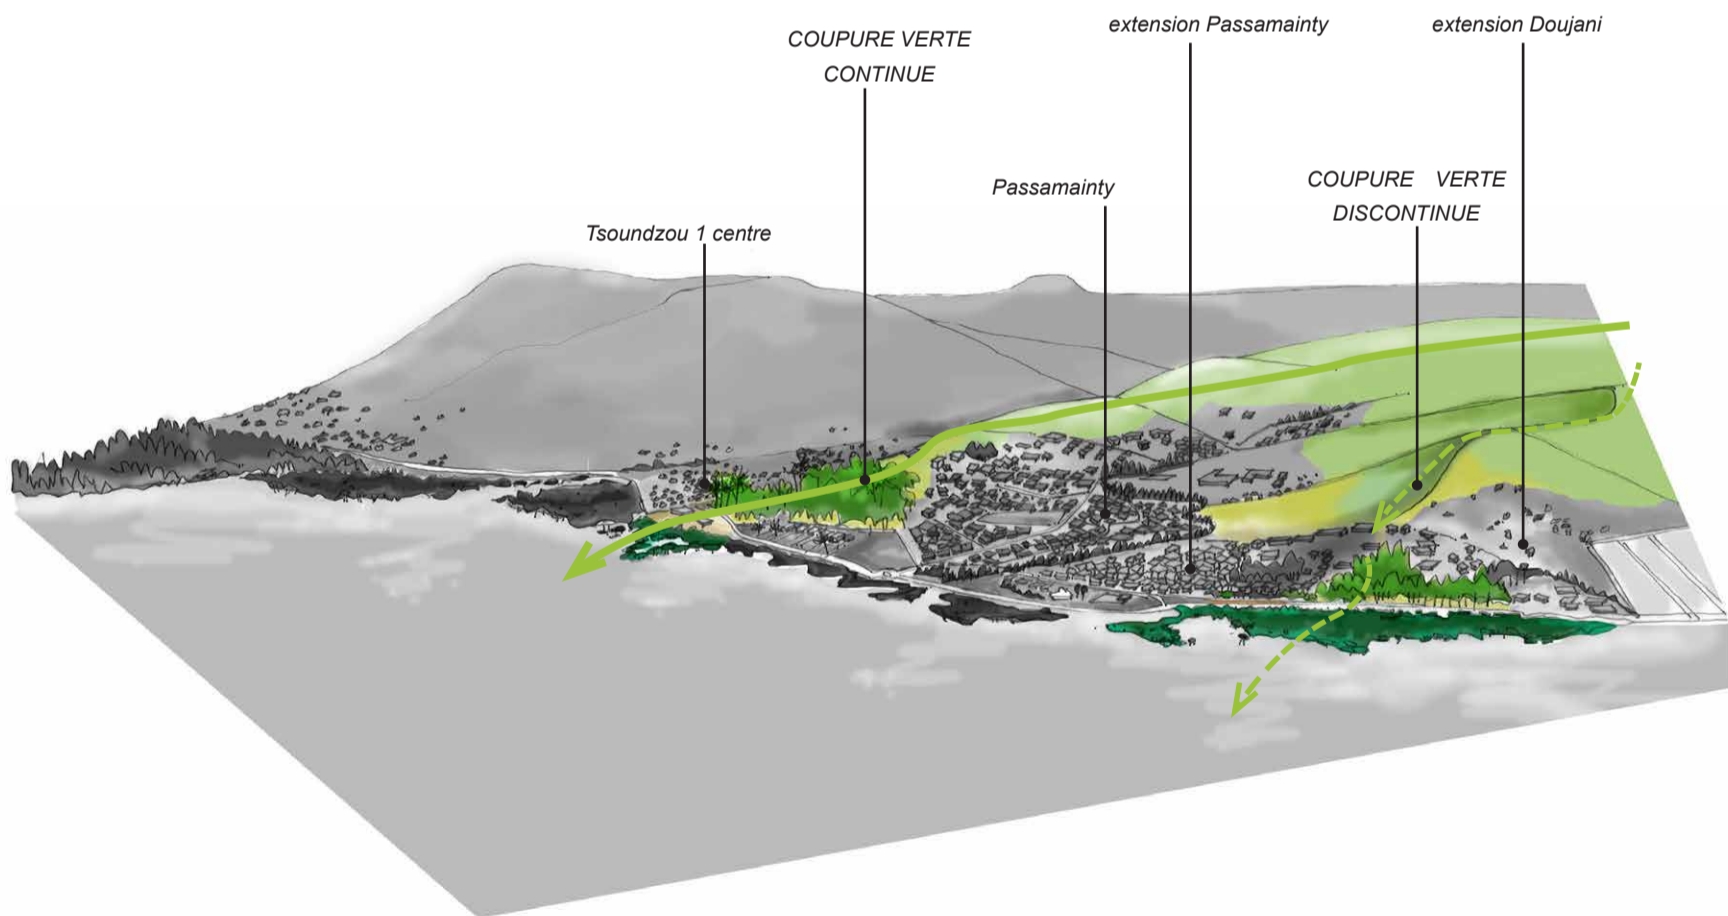 extension Passamainty
extension Doujani
COUPURE VERTE
CONTINUE
Passamainty
COUPURE VERTE
DISCONTINUE
Tsoundzou 1 centre